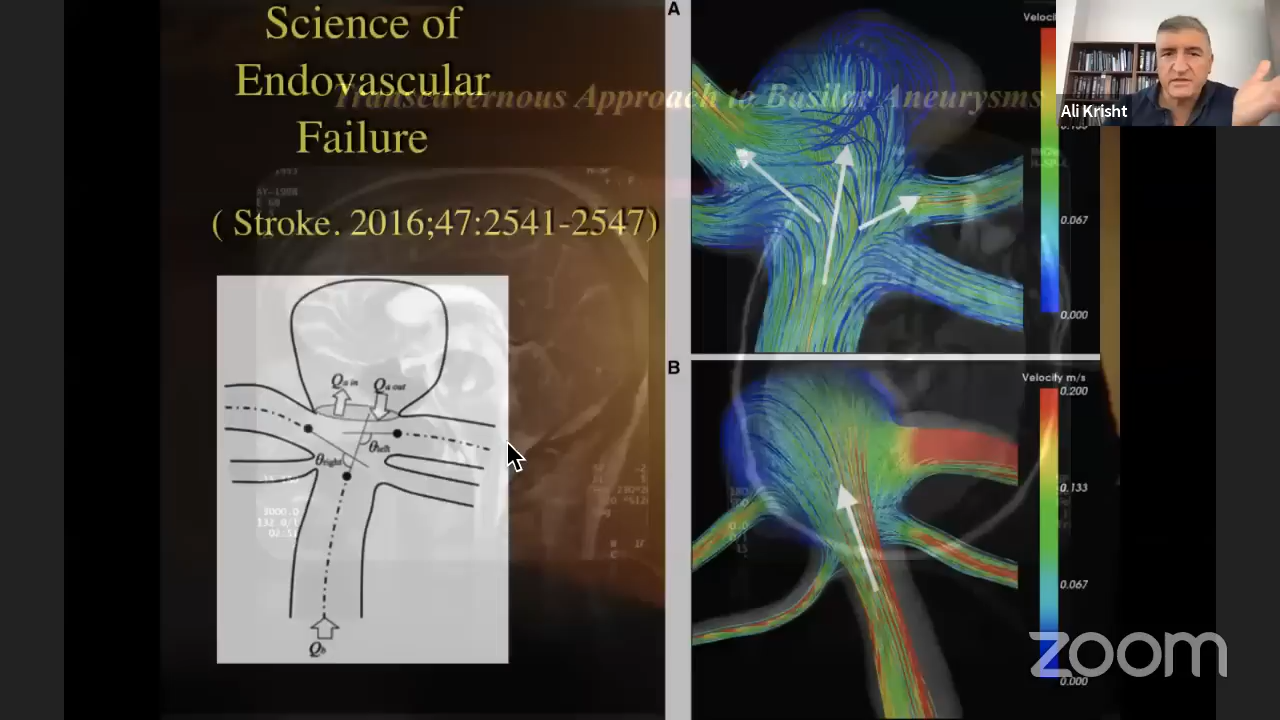 Science of
Endovascular
Failure
Transcavernous Approach to Basilar Aneurysms
( Stroke. 2016;47:2541-2547)
Qa in
Qa out
θleft
θright
Qb
A
0.067
0.000
B
Velocity m/s
0.200
0.133
0.067
0.000
Ali Krisht
zoom